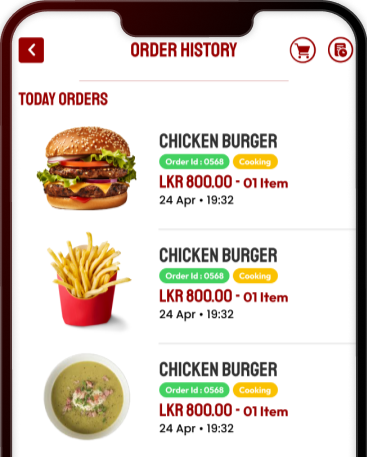 ORDER HISTORY
TODAY ORDERS
CHICKEN BURGER
Order Id : 0568 Cooking
LKR 800.00 - 01 Item
24 Apr • 19:32
CHICKEN BURGER
Order Id : 0568 Cooking
LKR 800.00 - 01 Item
24 Apr • 19:32
CHICKEN BURGER
Order Id : 0568 Cooking
LKR 800.00 - 01 Item
24 Apr • 19:32